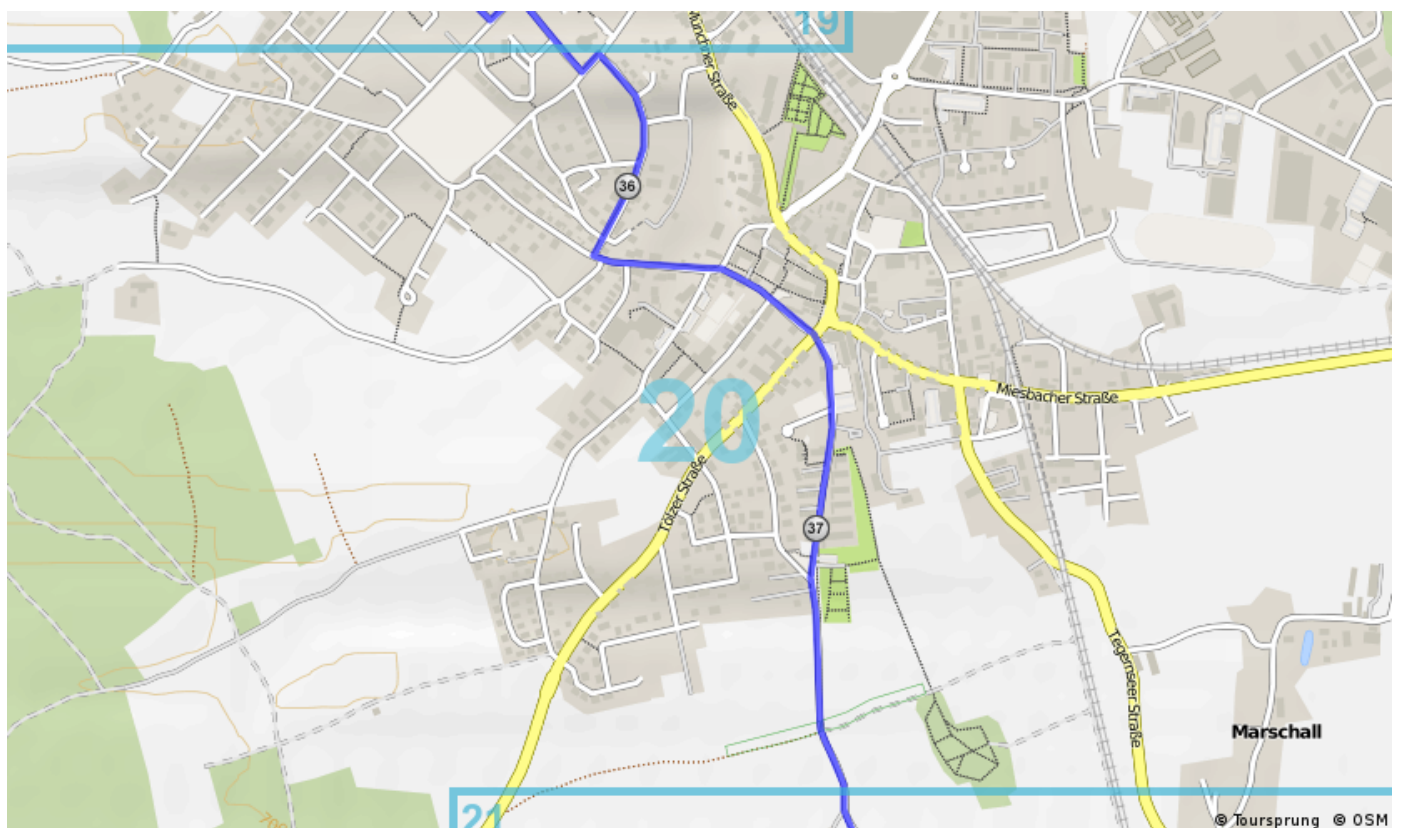 19
Münchner Straße
36
20
Miesbacher Straße
Tölzer Straße
37
Tegernseer Straße
Marschall
21
© Toursprung © OSM